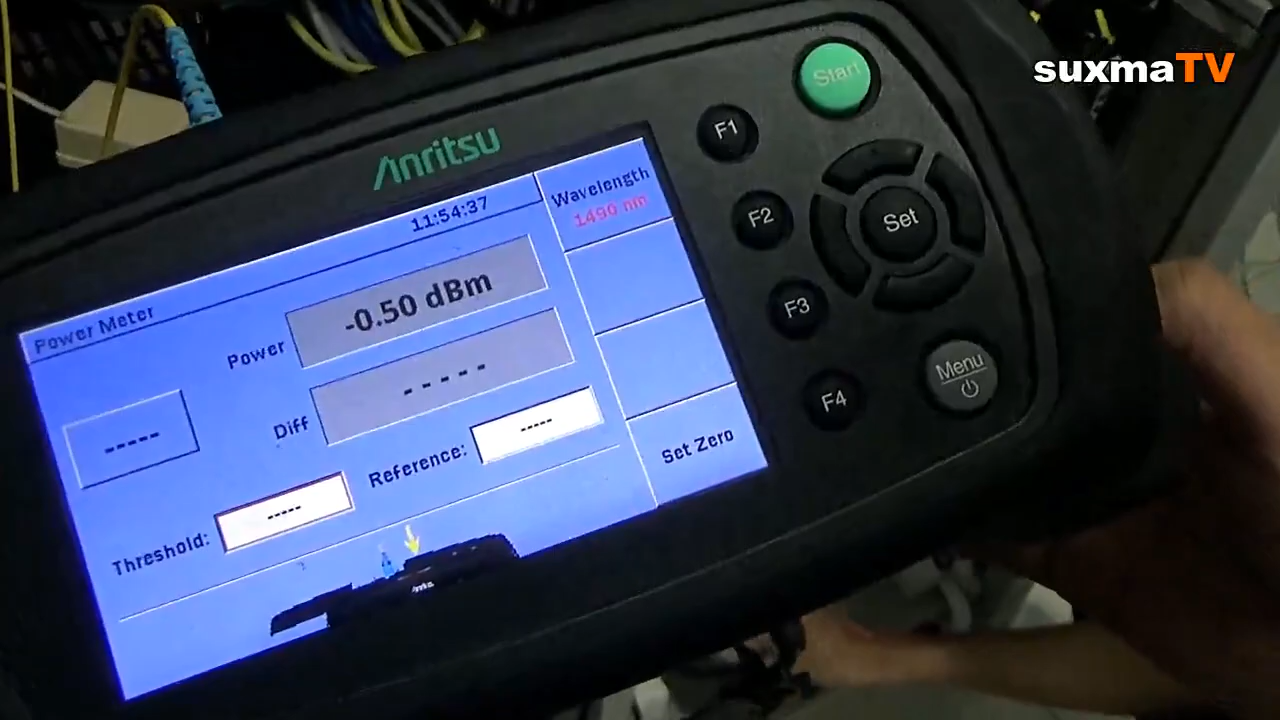 suxmaTV
Start
F1
Anritsu
Wavelength
1490 nm
11:54:37
F2
Set
Power Meter
Power
-0.50 dBm
F3
-----
Diff
-----
Menu
F4
Reference:
-----
Set Zero
Threshold:
-----